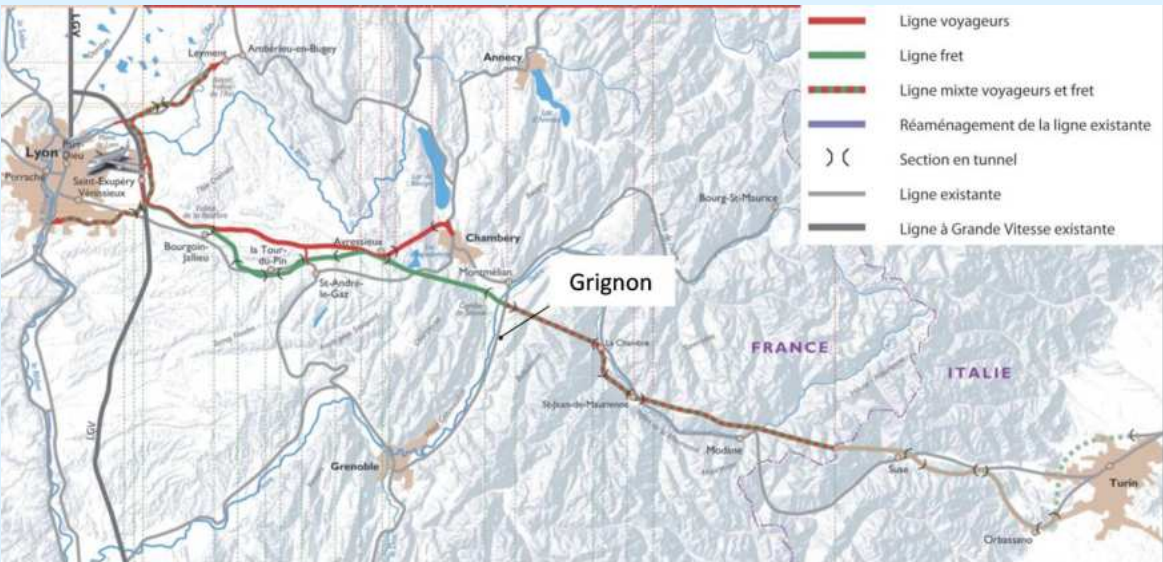 Ligne voyageurs
Ligne fret
Ligne mixte voyageurs et fret
Réaménagement de la ligne existante
Section en tunnel
Ligne existante
Ligne à Grande Vitesse existante
LGV
Leyment
Ambérieu-en-Bugey
Annecy
Lyon
Part
Dieu
Perrache
Saint-Exupéry
Vénissieux
Bourg-St-Maurice
Bourgoin-
Jallieu
la Tour-
du-Pin
Avressieux
Chambéry
St-André-
le-Gaz
Montmélian
Grignon
La Chambre
FRANCE
ITALIE
St-Jean-de-Maurienne
LGV
Modane
Grenoble
Suse
Turin
Orbassano